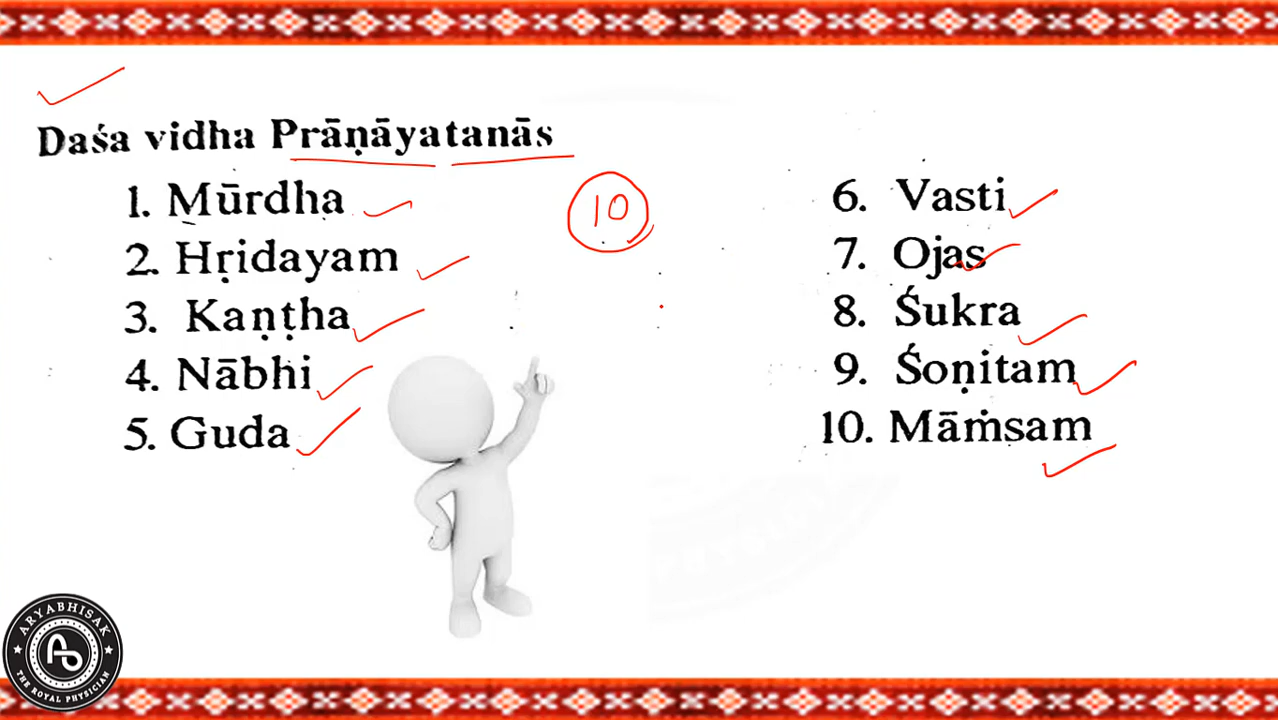 Daśa vidha Prāṇāyatanās
1. Mūrdha
2. Hṛidayam
3. Kaṇṭha
4. Nābhi
5. Guda
10
6. Vasti
7. Ojas
8. Śukra
9. Śoṇitam
10. Māṁsam
ARYABHISAK
THE ROYAL PHYSICIAN